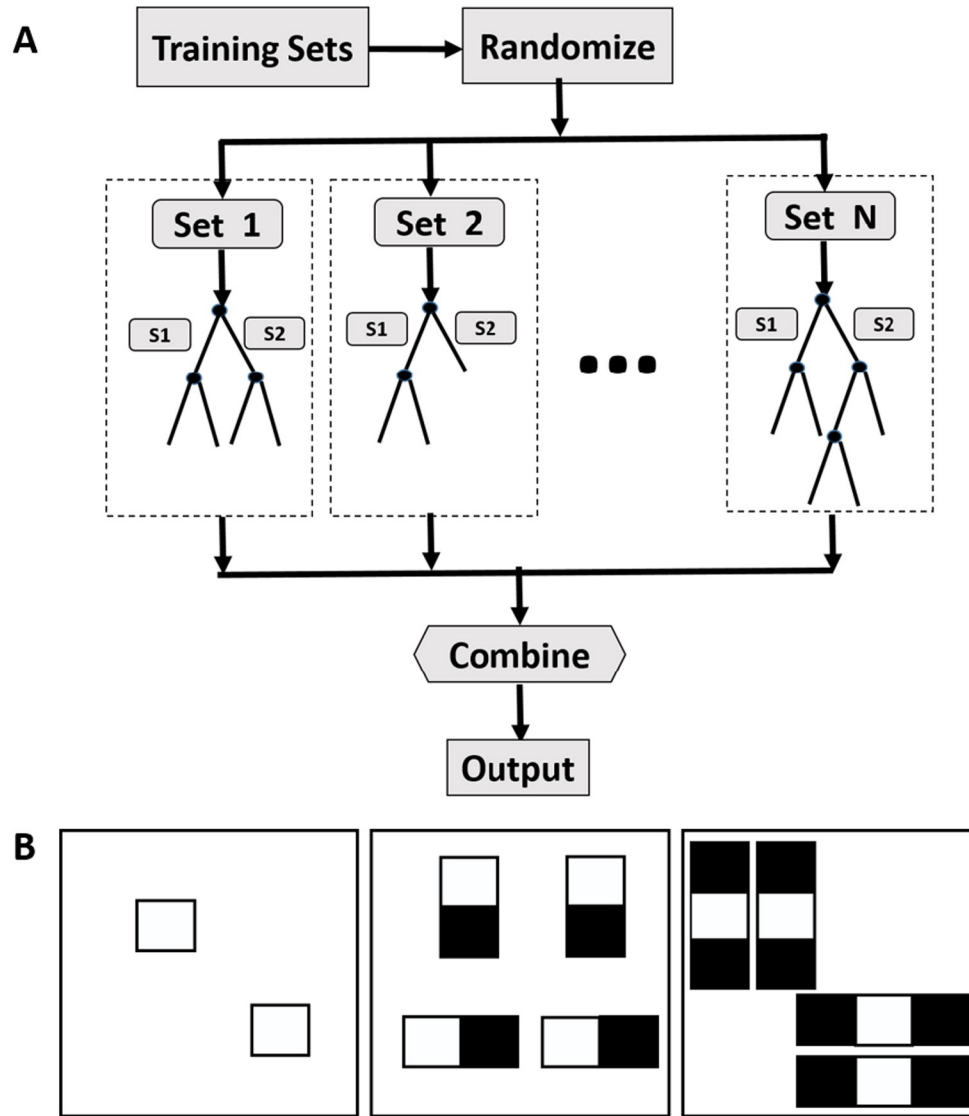 A
Training Sets
Randomize
Set 1
Set 2
Set N
S1
S2
S1
S2
S1
S2
Combine
Output
B